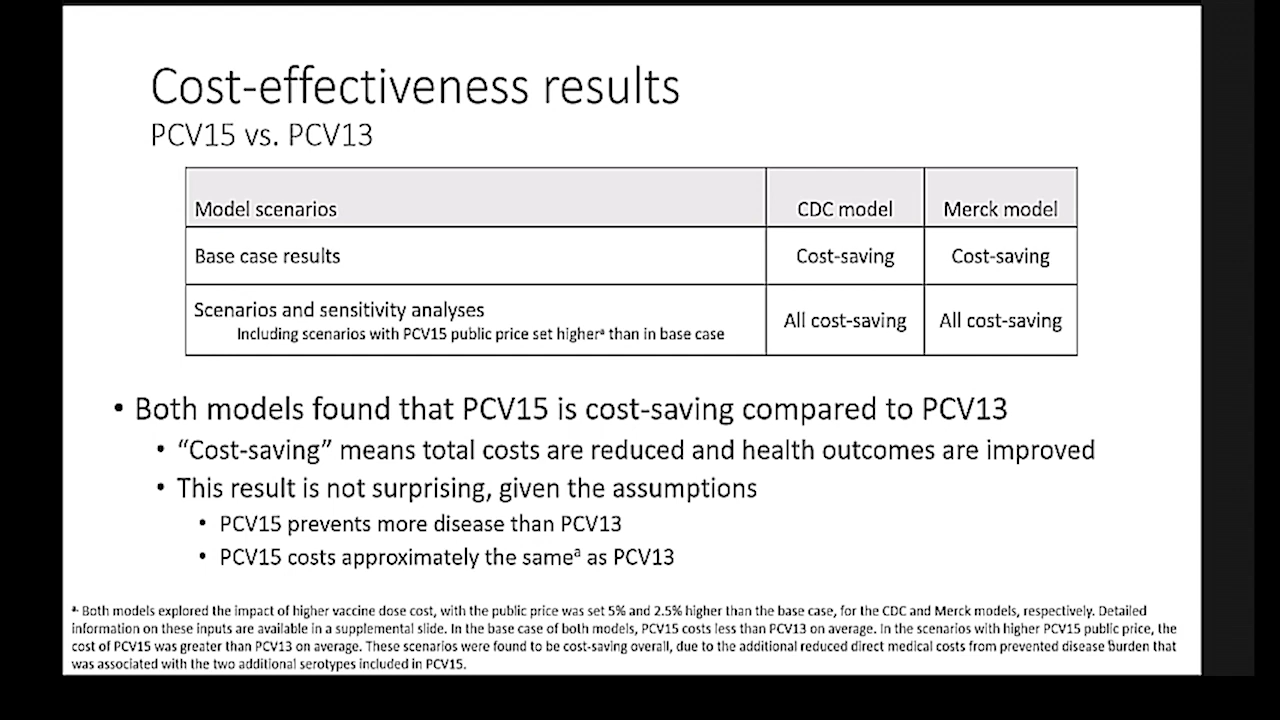 Cost-effectiveness results
PCV15 vs. PCV13
Model scenarios CDC model Merck model
Base case results Cost-saving Cost-saving
Scenarios and sensitivity analyses
Including scenarios with PCV15 public price set higherᵃ than in base case All cost-saving All cost-saving
• Both models found that PCV15 is cost-saving compared to PCV13
• “Cost-saving” means total costs are reduced and health outcomes are improved
• This result is not surprising, given the assumptions
• PCV15 prevents more disease than PCV13
• PCV15 costs approximately the sameᵃ as PCV13
a. Both models explored the impact of higher vaccine dose cost, with the public price was set 5% and 2.5% higher than the base case, for the CDC and Merck models, respectively. Detailed
information on these inputs are available in a supplemental slide. In the base case of both models, PCV15 costs less than PCV13 on average. In the scenarios with higher PCV15 public price, the
cost of PCV15 was greater than PCV13 on average. These scenarios were found to be cost-saving overall, due to the additional reduced direct medical costs from prevented disease burden that
was associated with the two additional serotypes included in PCV15.